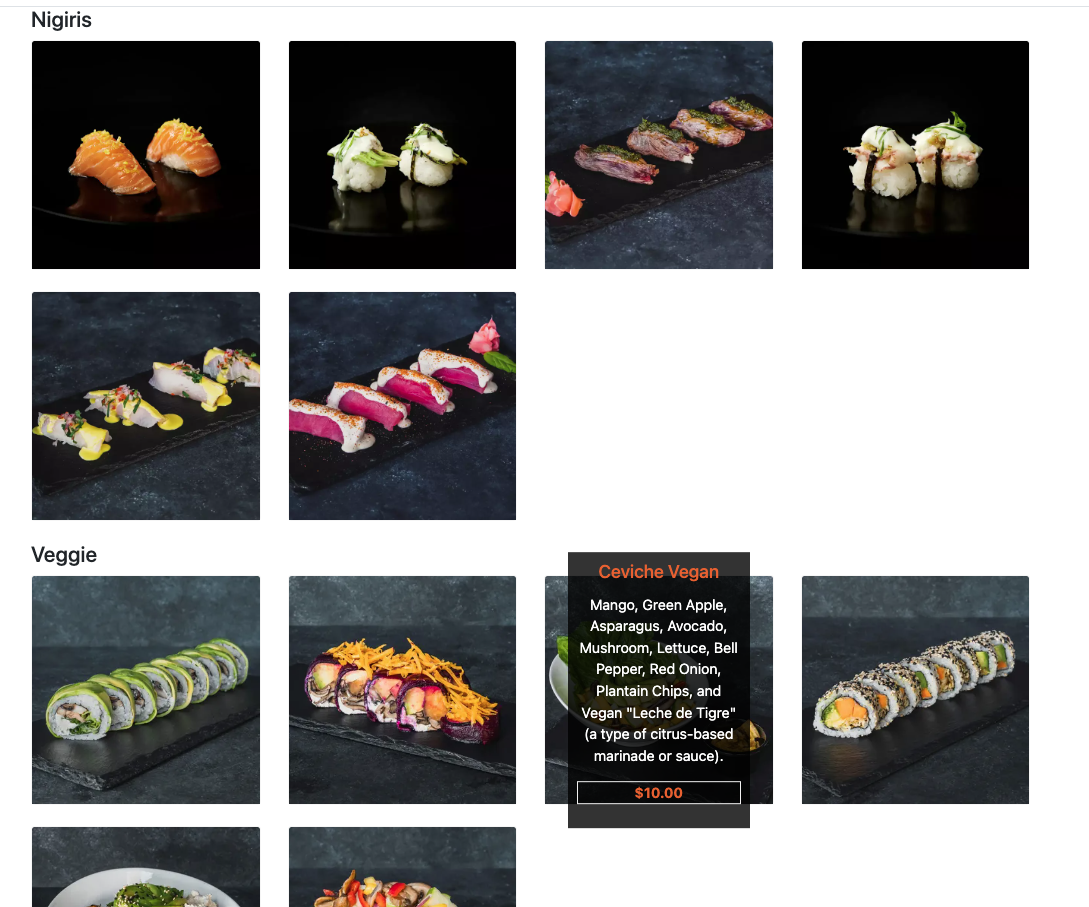 Nigiris
Veggie
Ceviche Vegan
Mango, Green Apple,
Asparagus, Avocado,
Mushroom, Lettuce, Bell
Pepper, Red Onion,
Plantain Chips, and
Vegan "Leche de Tigre"
(a type of citrus-based
marinade or sauce).
$10.00